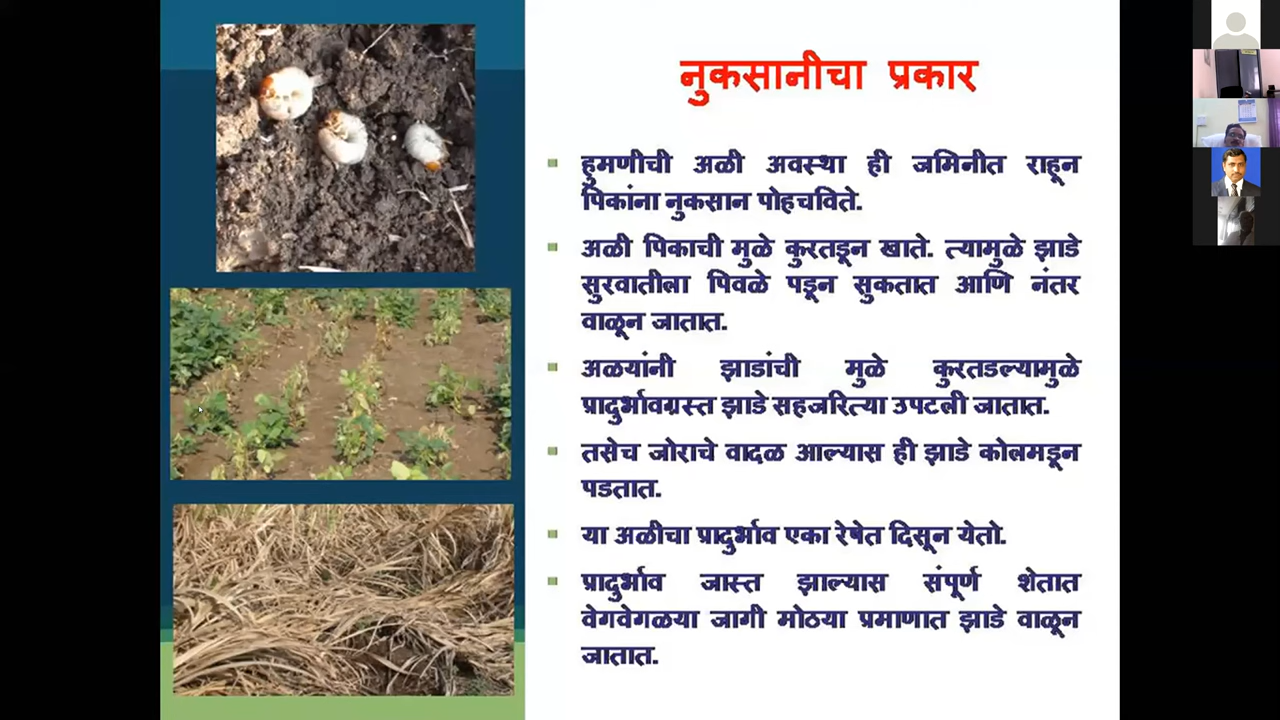 नुकसानीचा प्रकार
हुमणीची अळी अवस्था ही जमिनीत राहून
पिकांना नुकसान पोहचविते.
अळी पिकाची मुळे कुरतडून खाते. त्यामुळे झाडे
सुरवातीला पिवळे पडून सुकतात आणि नंतर
वाळून जातात.
अळयांनी झाडांची मुळे कुरतडल्यामुळे
प्रादुर्भावग्रस्त झाडे सहजरित्या उपटली जातात.
तसेच जोराचे वादळ आल्यास ही झाडे कोलमडून
पडतात.
या अळीचा प्रादुर्भाव एका रेषेत दिसून येतो.
प्रादुर्भाव जास्त झाल्यास संपूर्ण शेतात
वेगवेगळया जागी मोठया प्रमाणात झाडे वाळून
जातात.